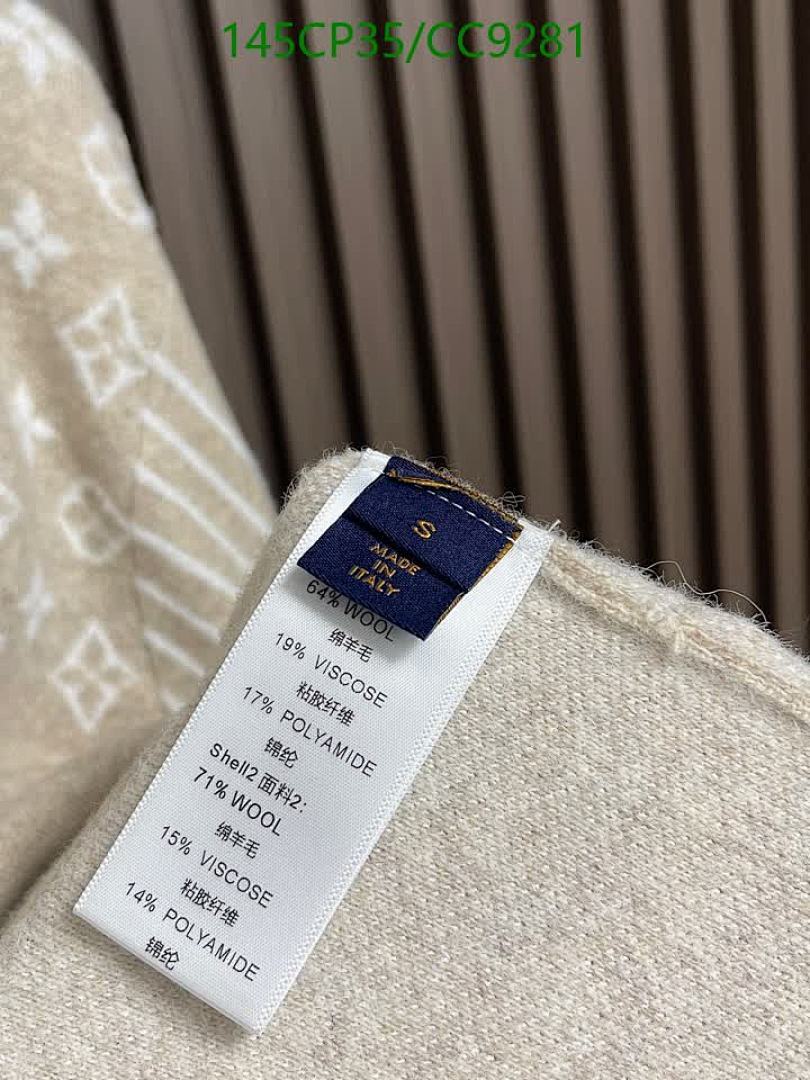 145CP35/CC9281
S
MADE
IN
ITALY
64% WOOL
绵羊毛
19% VISCOSE
粘胶纤维
17% POLYAMIDE
锦纶
Shell2 面料2:
71% WOOL
绵羊毛
15% VISCOSE
粘胶纤维
14% POLYAMIDE
锦纶